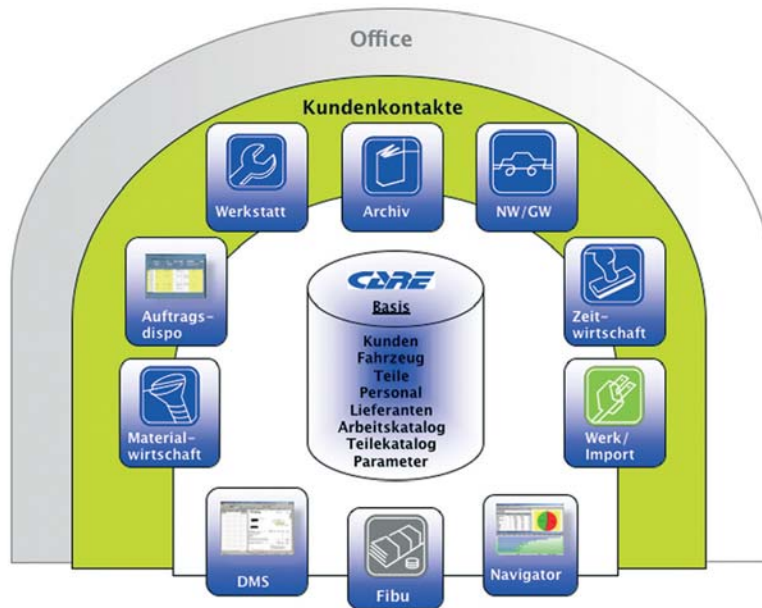 Office
Kundenkontakte
Werkstatt
Archiv
NW/GW
Auftrags-
dispo
Zeit-
wirtschaft
CARE
Basis
Kunden
Fahrzeug
Teile
Personal
Lieferanten
Arbeitskatalog
Teilekatalog
Parameter
Material-
wirtschaft
Werk/
Import
DMS
Fibu
Navigator